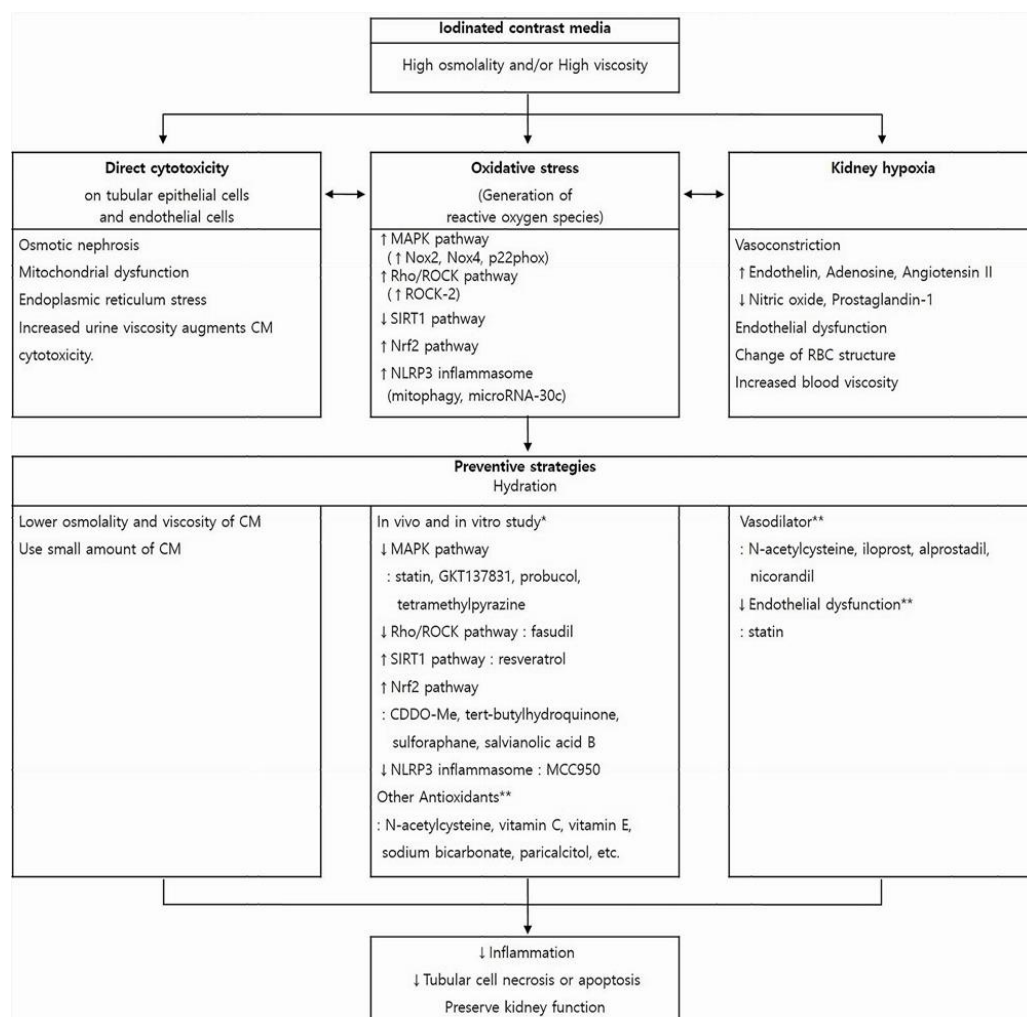 Iodinated contrast media
High osmolality and/or High viscosity
Direct cytotoxicity
on tubular epithelial cells
and endothelial cells
Osmotic nephrosis
Mitochondrial dysfunction
Endoplasmic reticulum stress
Increased urine viscosity augments CM
cytotoxicity.
Oxidative stress
(Generation of
reactive oxygen species)
↑ MAPK pathway
(↑ Nox2, Nox4, p22phox)
↑ Rho/ROCK pathway
(↑ ROCK-2)
↓ SIRT1 pathway
↑ Nrf2 pathway
↑ NLRP3 inflammasome
(mitophagy, microRNA-30c)
Kidney hypoxia
Vasoconstriction
↑ Endothelin, Adenosine, Angiotensin II
↓ Nitric oxide, Prostaglandin-1
Endothelial dysfunction
Change of RBC structure
Increased blood viscosity
Preventive strategies
Hydration
Lower osmolality and viscosity of CM
Use small amount of CM
In vivo and in vitro study*
↓ MAPK pathway
: statin, GKT137831, probucol,
tetramethylpyrazine
↓ Rho/ROCK pathway : fasudil
↑ SIRT1 pathway : resveratrol
↑ Nrf2 pathway
: CDDO-Me, tert-butylhydroquinone,
sulforaphane, salvianolic acid B
↓ NLRP3 inflammasome : MCC950
Other Antioxidants**
: N-acetylcysteine, vitamin C, vitamin E,
sodium bicarbonate, paricalcitol, etc.
Vasodilator**
: N-acetylcysteine, iloprost, alprostadil,
nicorandil
↓ Endothelial dysfunction**
: statin
↓ Inflammation
↓ Tubular cell necrosis or apoptosis
Preserve kidney function